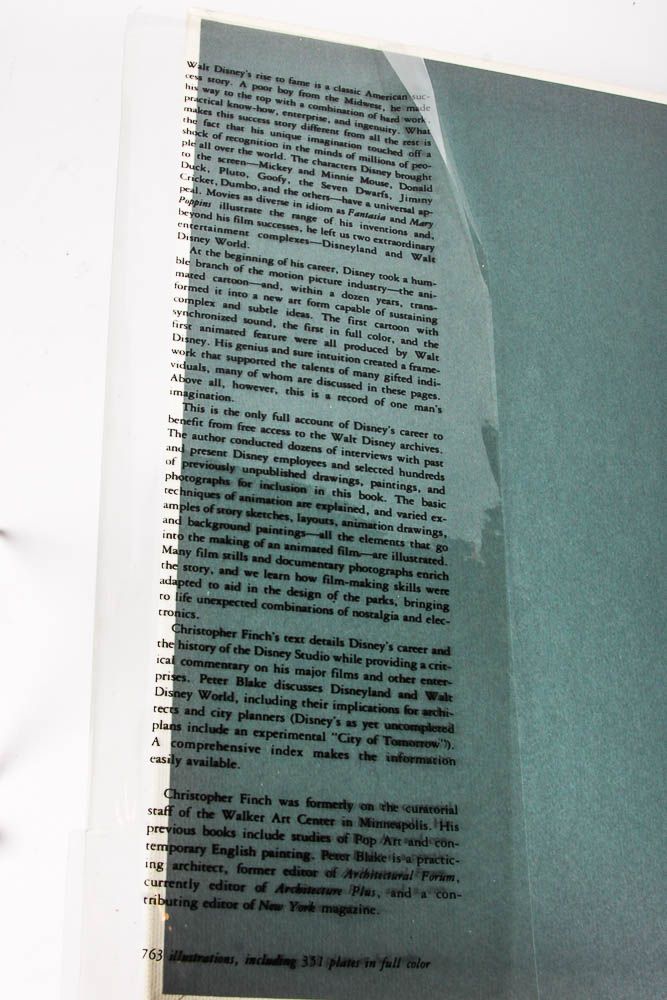 Walt Disney's rise to fame is a classic American suc-
cess story. A poor boy from the Midwest, he made
his way to the top with a combination of hard work,
practical know-how, enterprise, and ingenuity. What
makes this success story different from all the rest is
the fact that his unique imagination touched off a
shock of recognition in the minds of millions of peo-
ple all over the world. The characters Disney brought
to the screen—Mickey and Minnie Mouse, Donald
Duck, Pluto, Goofy, the Seven Dwarfs, Jiminy
Cricket, Dumbo, and the others—have a universal ap-
peal. Movies as diverse in idiom as Fantasia and Mary
Poppins illustrate the range of his inventions and,
beyond his film successes, he left us two extraordinary
entertainment complexes—Disneyland and Walt
Disney World.
At the beginning of his career, Disney took a hum-
ble branch of the motion picture industry—the ani-
mated cartoon—and, within a dozen years, trans-
formed it into a new art form capable of sustaining
complex and subtle ideas. The first cartoon with
synchronized sound, the first in full color, and the
first animated feature were all produced by Walt
Disney. His genius and sure intuition created a frame-
work that supported the talents of many gifted indi-
viduals, many of whom are discussed in these pages.
Above all, however, this is a record of one man's
imagination.
This is the only full account of Disney's career to
benefit from free access to the Walt Disney archives.
The author conducted dozens of interviews with past
and present Disney employees and selected hundreds
of previously unpublished drawings, paintings, and
photographs for inclusion in this book. The basic
techniques of animation are explained, and varied ex-
amples of story sketches, layouts, animation drawings,
and background paintings—all the elements that go
into the making of an animated film—are illustrated.
Many film stills and documentary photographs enrich
the story, and we learn how film-making skills were
adapted to aid in the design of the parks, bringing
to life unexpected combinations of nostalgia and elec-
tronics.
Christopher Finch's text details Disney's career and
the history of the Disney Studio while providing a crit-
ical commentary on his major films and other enter-
prises. Peter Blake discusses Disneyland and Walt
Disney World, including their implications for archi-
tects and city planners (Disney's as yet uncompleted
plans include an experimental "City of Tomorrow").
A comprehensive index makes the information
easily available.
Christopher Finch was formerly on the curatorial
staff of the Walker Art Center in Minneapolis. His
previous books include studies of Pop Art and con-
temporary English painting. Peter Blake is a practic-
ing architect, former editor of Architectural Forum,
currently editor of Architecture Plus, and a con-
tributing editor of New York magazine.
763 illustrations, including 351 plates in full color